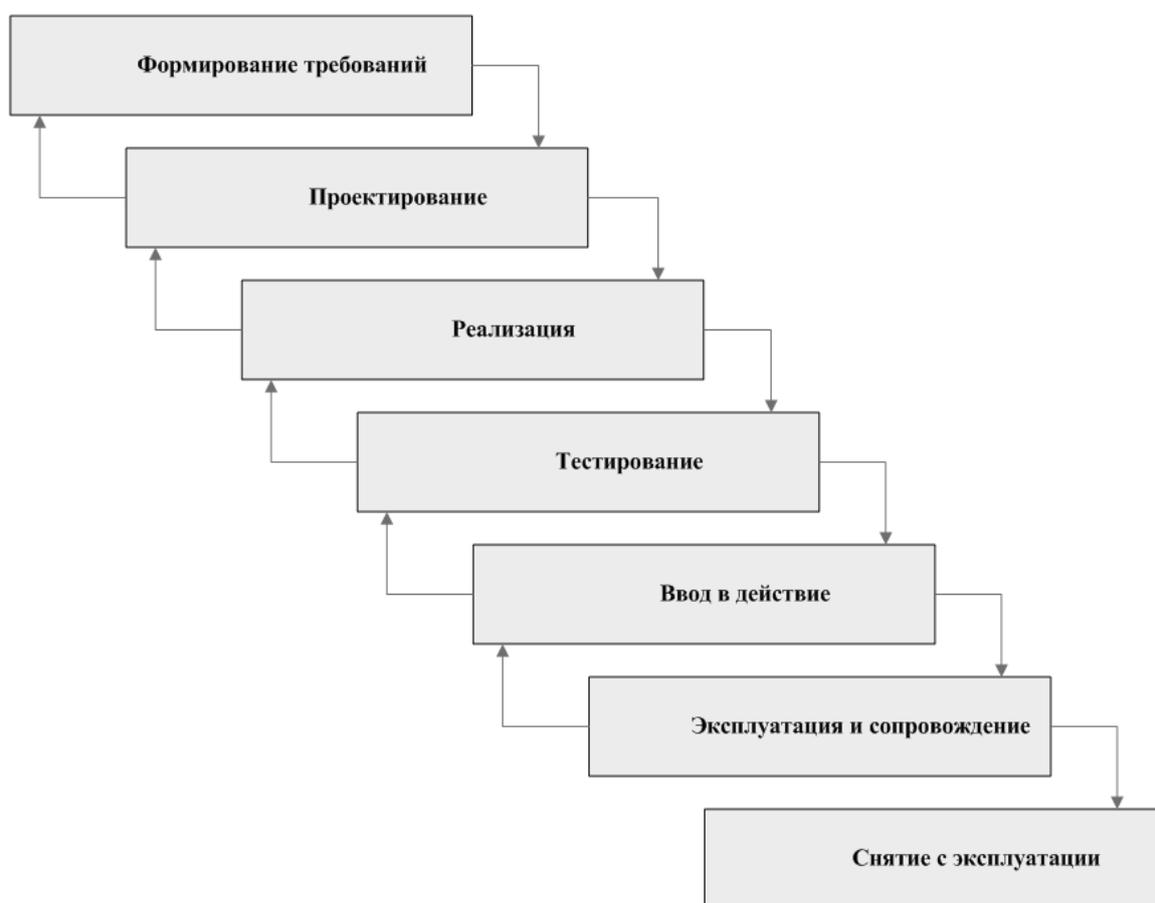 Формирование требований
Проектирование
Реализация
Тестирование
Ввод в действие
Эксплуатация и сопровождение
Снятие с эксплуатации